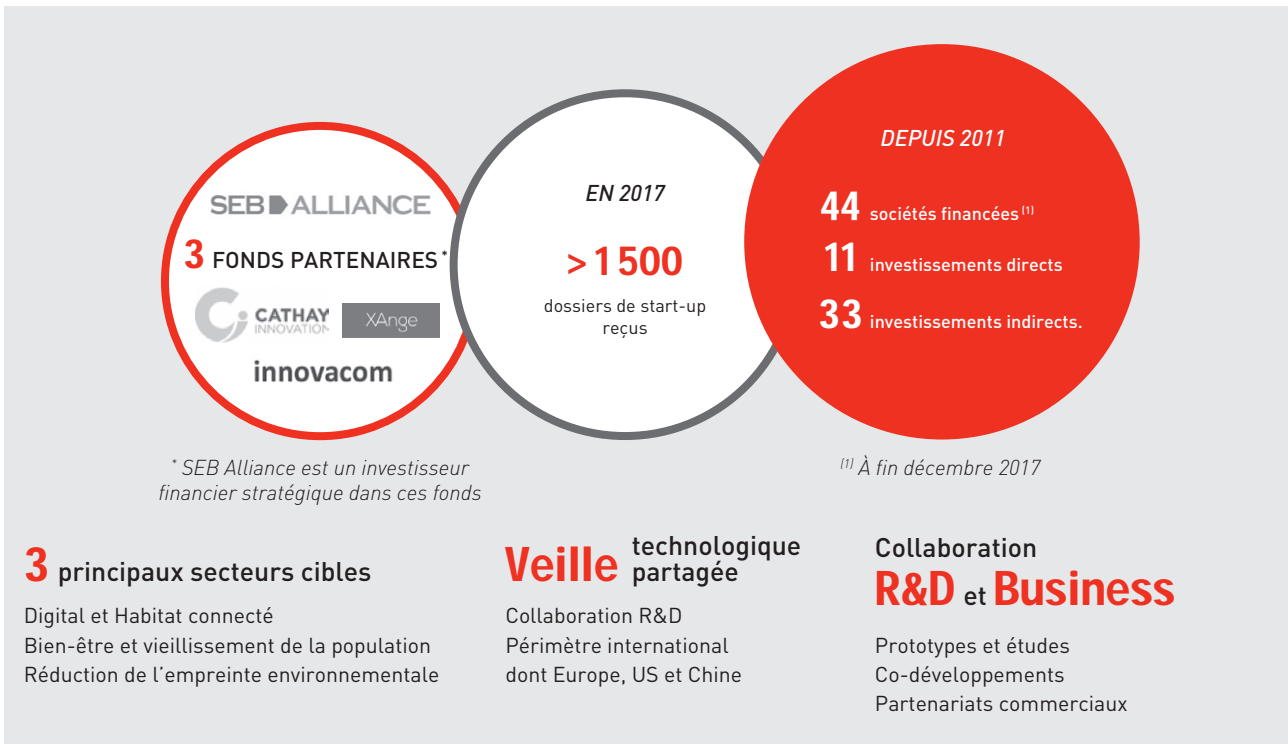 SEB ALLIANCE
3 FONDS PARTENAIRES*
CATHAY
INNOVATION
XAnge
innovacom
EN 2017
> 1 500
dossiers de start-up
reçus
DEPUIS 2011
44 sociétés financées (1)
11 investissements directs
33 investissements indirects.
* SEB Alliance est un investisseur
financier stratégique dans ces fonds
(1) À fin décembre 2017
3 principaux secteurs cibles
Digital et Habitat connecté
Bien-être et vieillissement de la population
Réduction de l'empreinte environnementale
Veille technologique
partagée
Collaboration R&D
Périmètre international
dont Europe, US et Chine
Collaboration
R&D et Business
Prototypes et études
Co-développements
Partenariats commerciaux